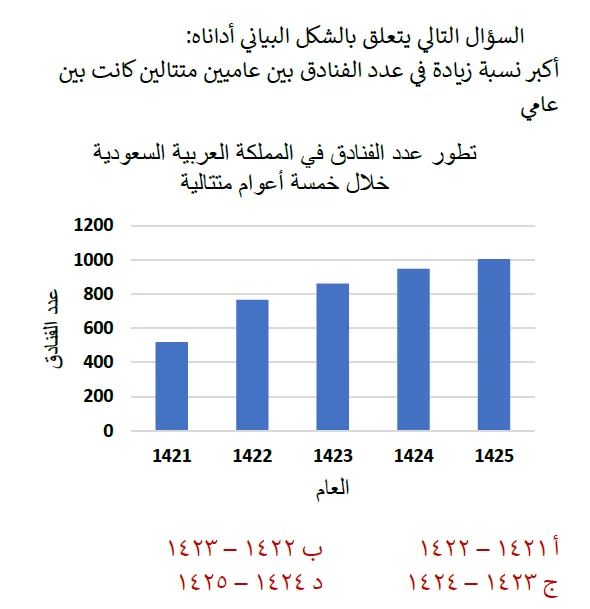 السؤال التالي يتعلق بالشكل البياني أداناه:
أكبر نسبة زيادة في عدد الفنادق بين عاميين متتالين كانت بين
عامي
تطور عدد الفنادق في المملكة العربية السعودية
خلال خمسة أعوام متتالية
1200
1000
800
600
400
200
0
عدد الفنادق
1421 1422 1423 1424 1425
العام
أ ١٤٢١ – ١٤٢٢ ب ١٤٢٢ – ١٤٢٣
ج ١٤٢٣ – ١٤٢٤ د ١٤٢٤ – ١٤٢٥